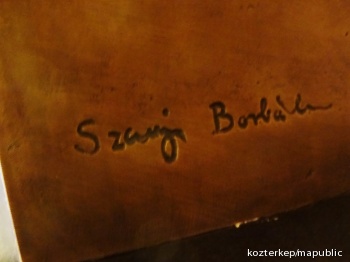 Szanyi Borbála
kozterkep/mapublic